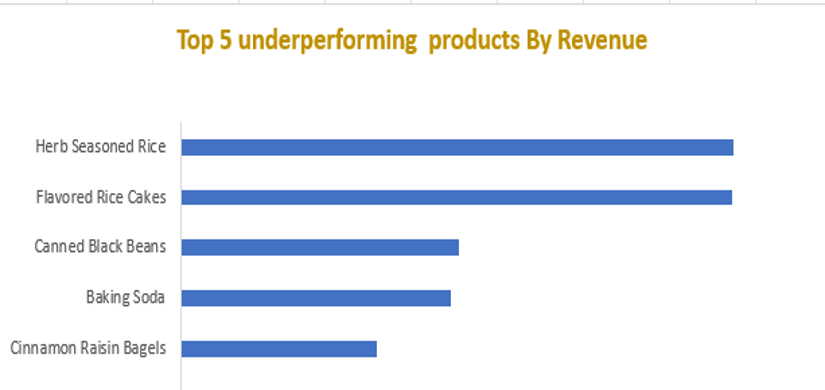 Top 5 underperforming  products By Revenue
Herb Seasoned Rice
Flavored Rice Cakes
Canned Black Beans
Baking Soda
Cinnamon Raisin Bagels